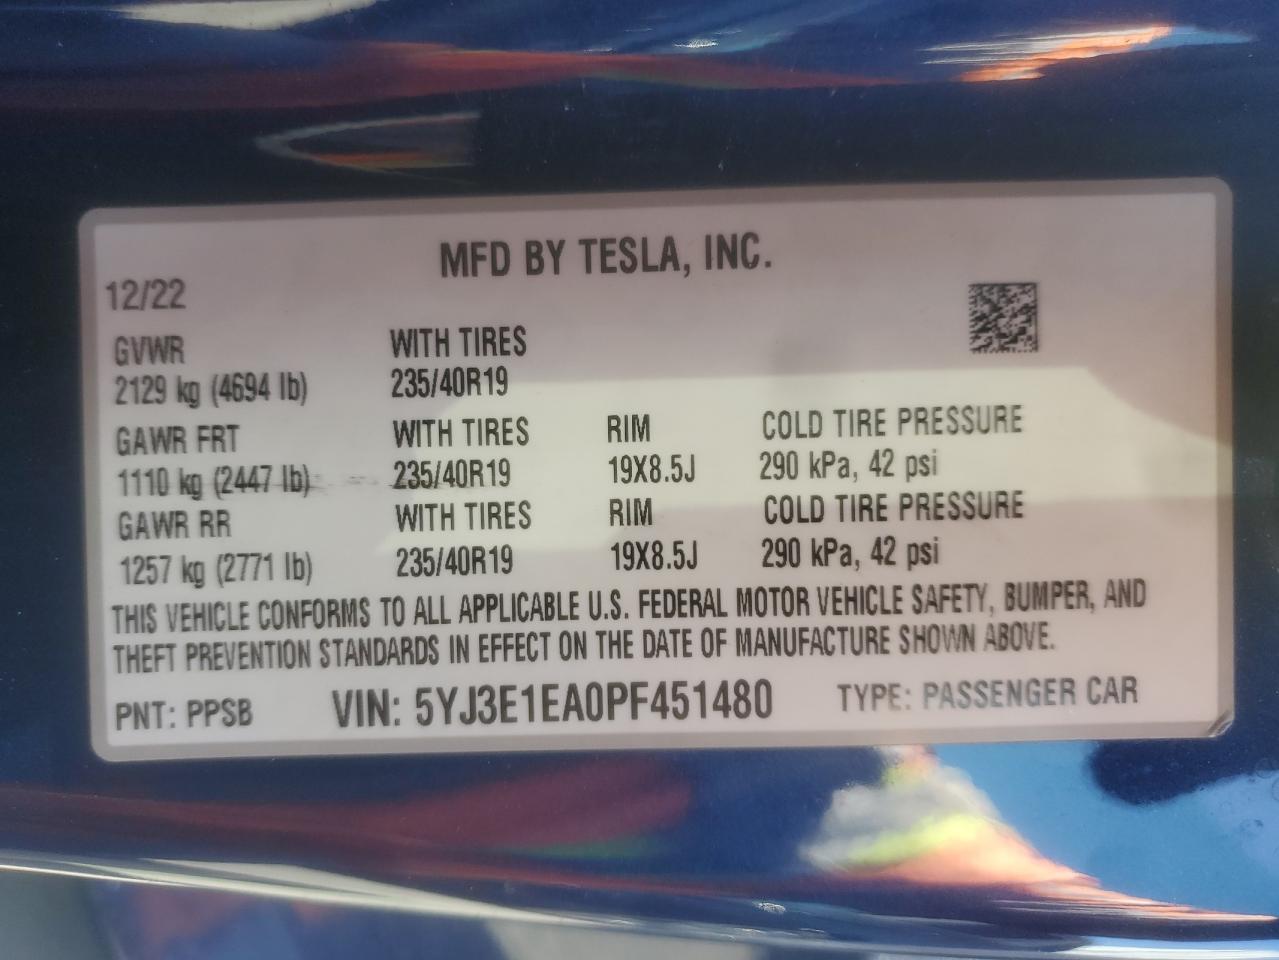 MFD BY TESLA, INC.
12/22
GVWR WITH TIRES
2129 kg (4694 lb) 235/40R19
GAWR FRT WITH TIRES RIM COLD TIRE PRESSURE
1110 kg (2447 lb) 235/40R19 19X8.5J 290 kPa, 42 psi
GAWR RR WITH TIRES RIM COLD TIRE PRESSURE
1257 kg (2771 lb) 235/40R19 19X8.5J 290 kPa, 42 psi
THIS VEHICLE CONFORMS TO ALL APPLICABLE U.S. FEDERAL MOTOR VEHICLE SAFETY, BUMPER, AND
THEFT PREVENTION STANDARDS IN EFFECT ON THE DATE OF MANUFACTURE SHOWN ABOVE.
PNT: PPSB VIN: 5YJ3E1EA0PF451480 TYPE: PASSENGER CAR